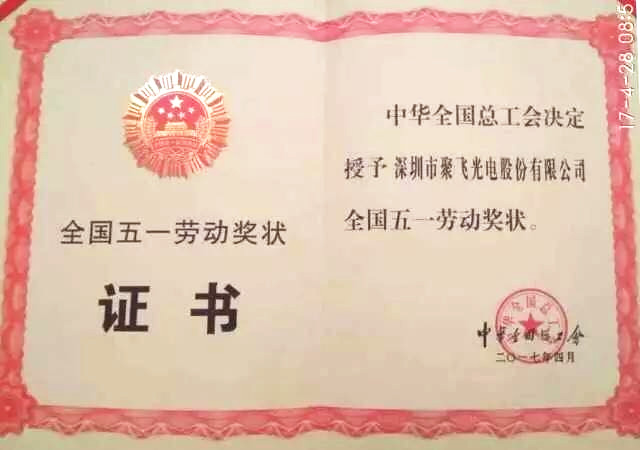 全国五一劳动奖状
证书
中华全国总工会决定
授予 深圳市聚飞光电股份有限公司
全国五一劳动奖状。
中华全国总工会
二〇一七年四月
17-4-28 08:5